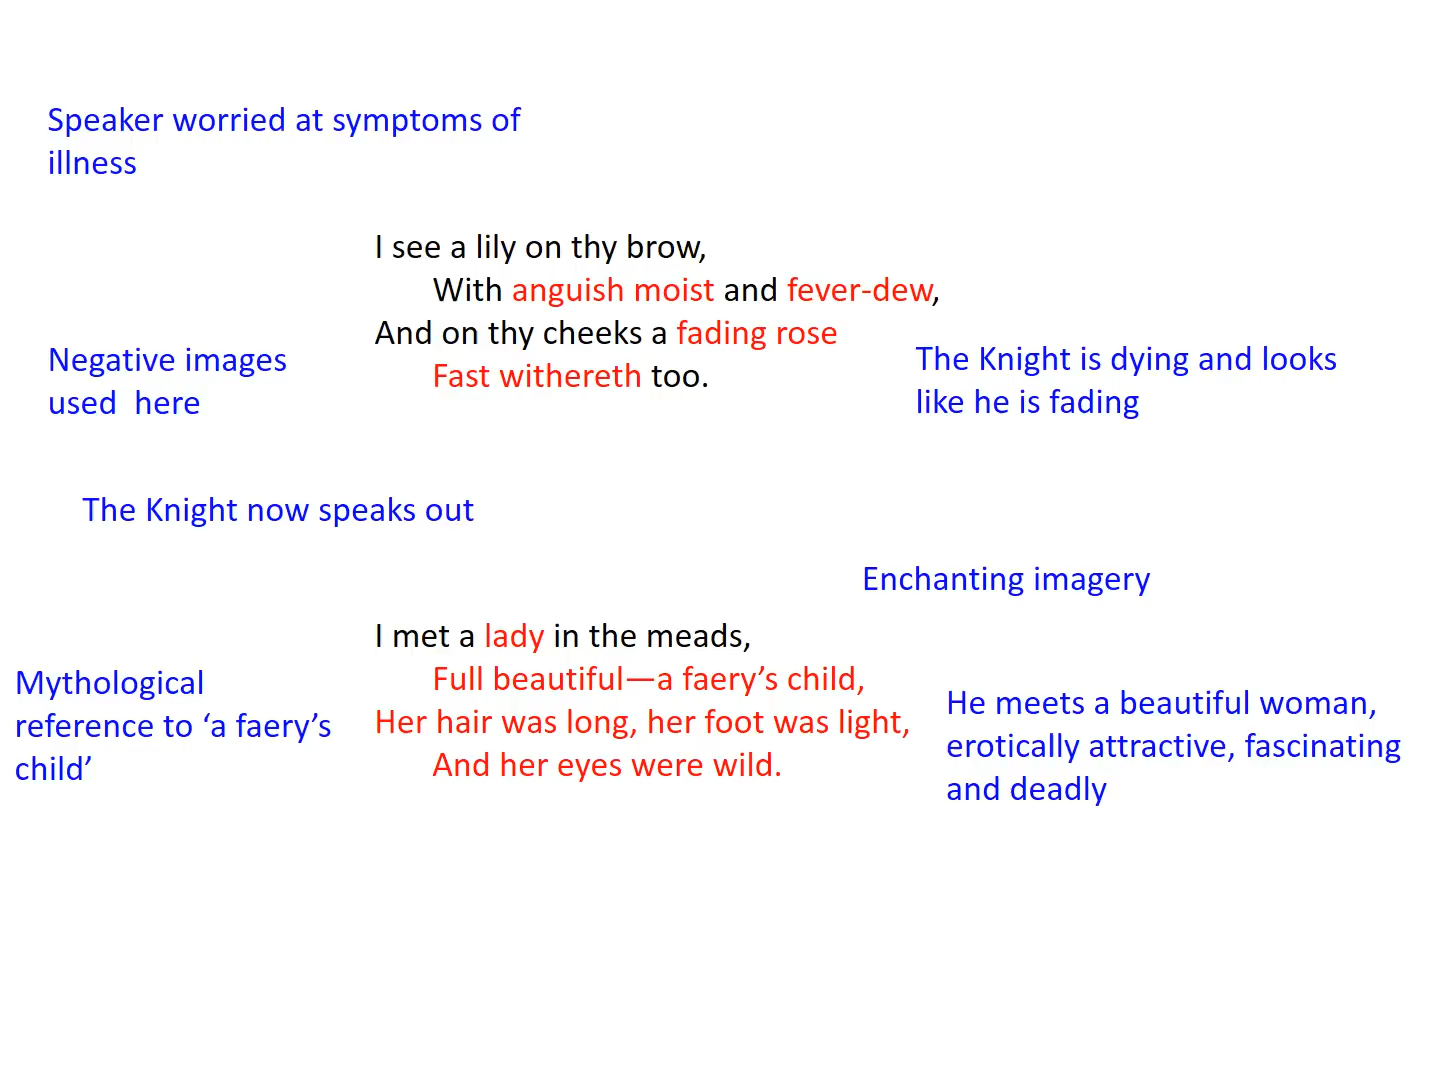 Speaker worried at symptoms of
illness
I see a lily on thy brow,
With anguish moist and fever-dew,
And on thy cheeks a fading rose
Fast withereth too.
Negative images
used  here
The Knight is dying and looks
like he is fading
The Knight now speaks out
Enchanting imagery
I met a lady in the meads,
Full beautiful—a faery’s child,
Her hair was long, her foot was light,
And her eyes were wild.
Mythological
reference to ‘a faery’s
child’
He meets a beautiful woman,
erotically attractive, fascinating
and deadly